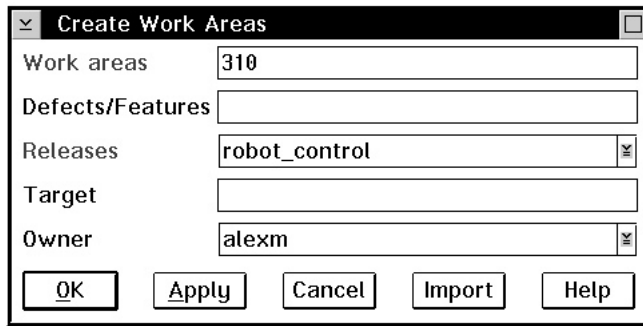 Create Work Areas
Work areas 310
Defects/Features
Releases robot_control
Target
Owner alexm
OK Apply Cancel Import Help